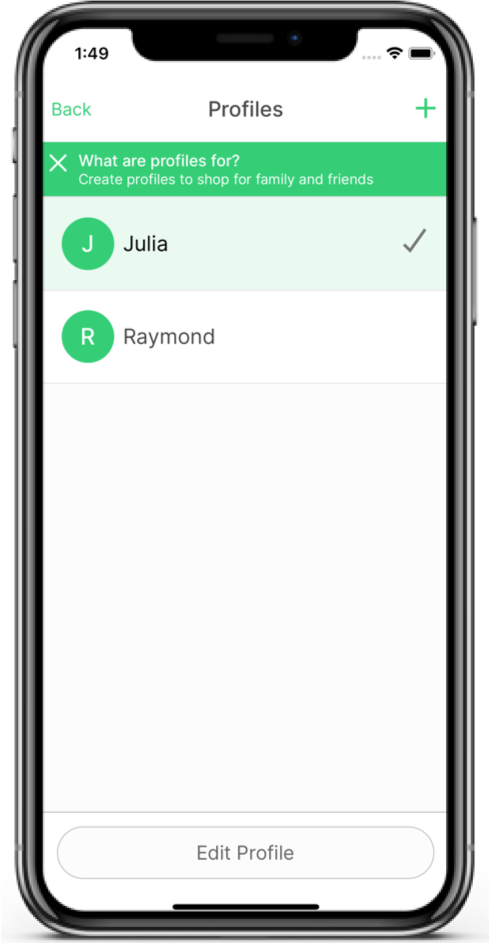 1:49
Back
Profiles
+
What are profiles for?
Create profiles to shop for family and friends
J
Julia
R
Raymond
Edit Profile